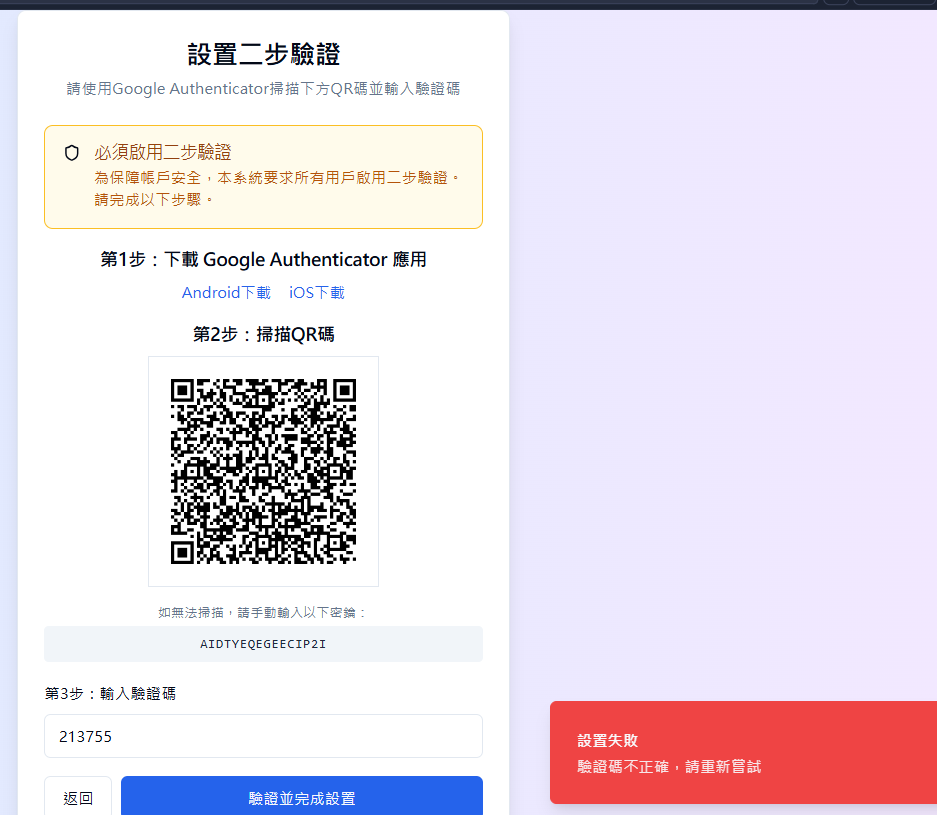 設置二步驗證
請使用Google Authenticator掃描下方QR碼並輸入驗證碼
必須啟用二步驗證
為保障帳戶安全，本系統要求所有用戶啟用二步驗證。
請完成以下步驟。
第1步：下載 Google Authenticator 應用
Android下載 iOS下載
第2步：掃描QR碼
如無法掃描，請手動輸入以下密鑰：
AIDTYEQEGEECIP2I
第3步：輸入驗證碼
213755
返回 驗證並完成設置
設置失敗
驗證碼不正確，請重新嘗試